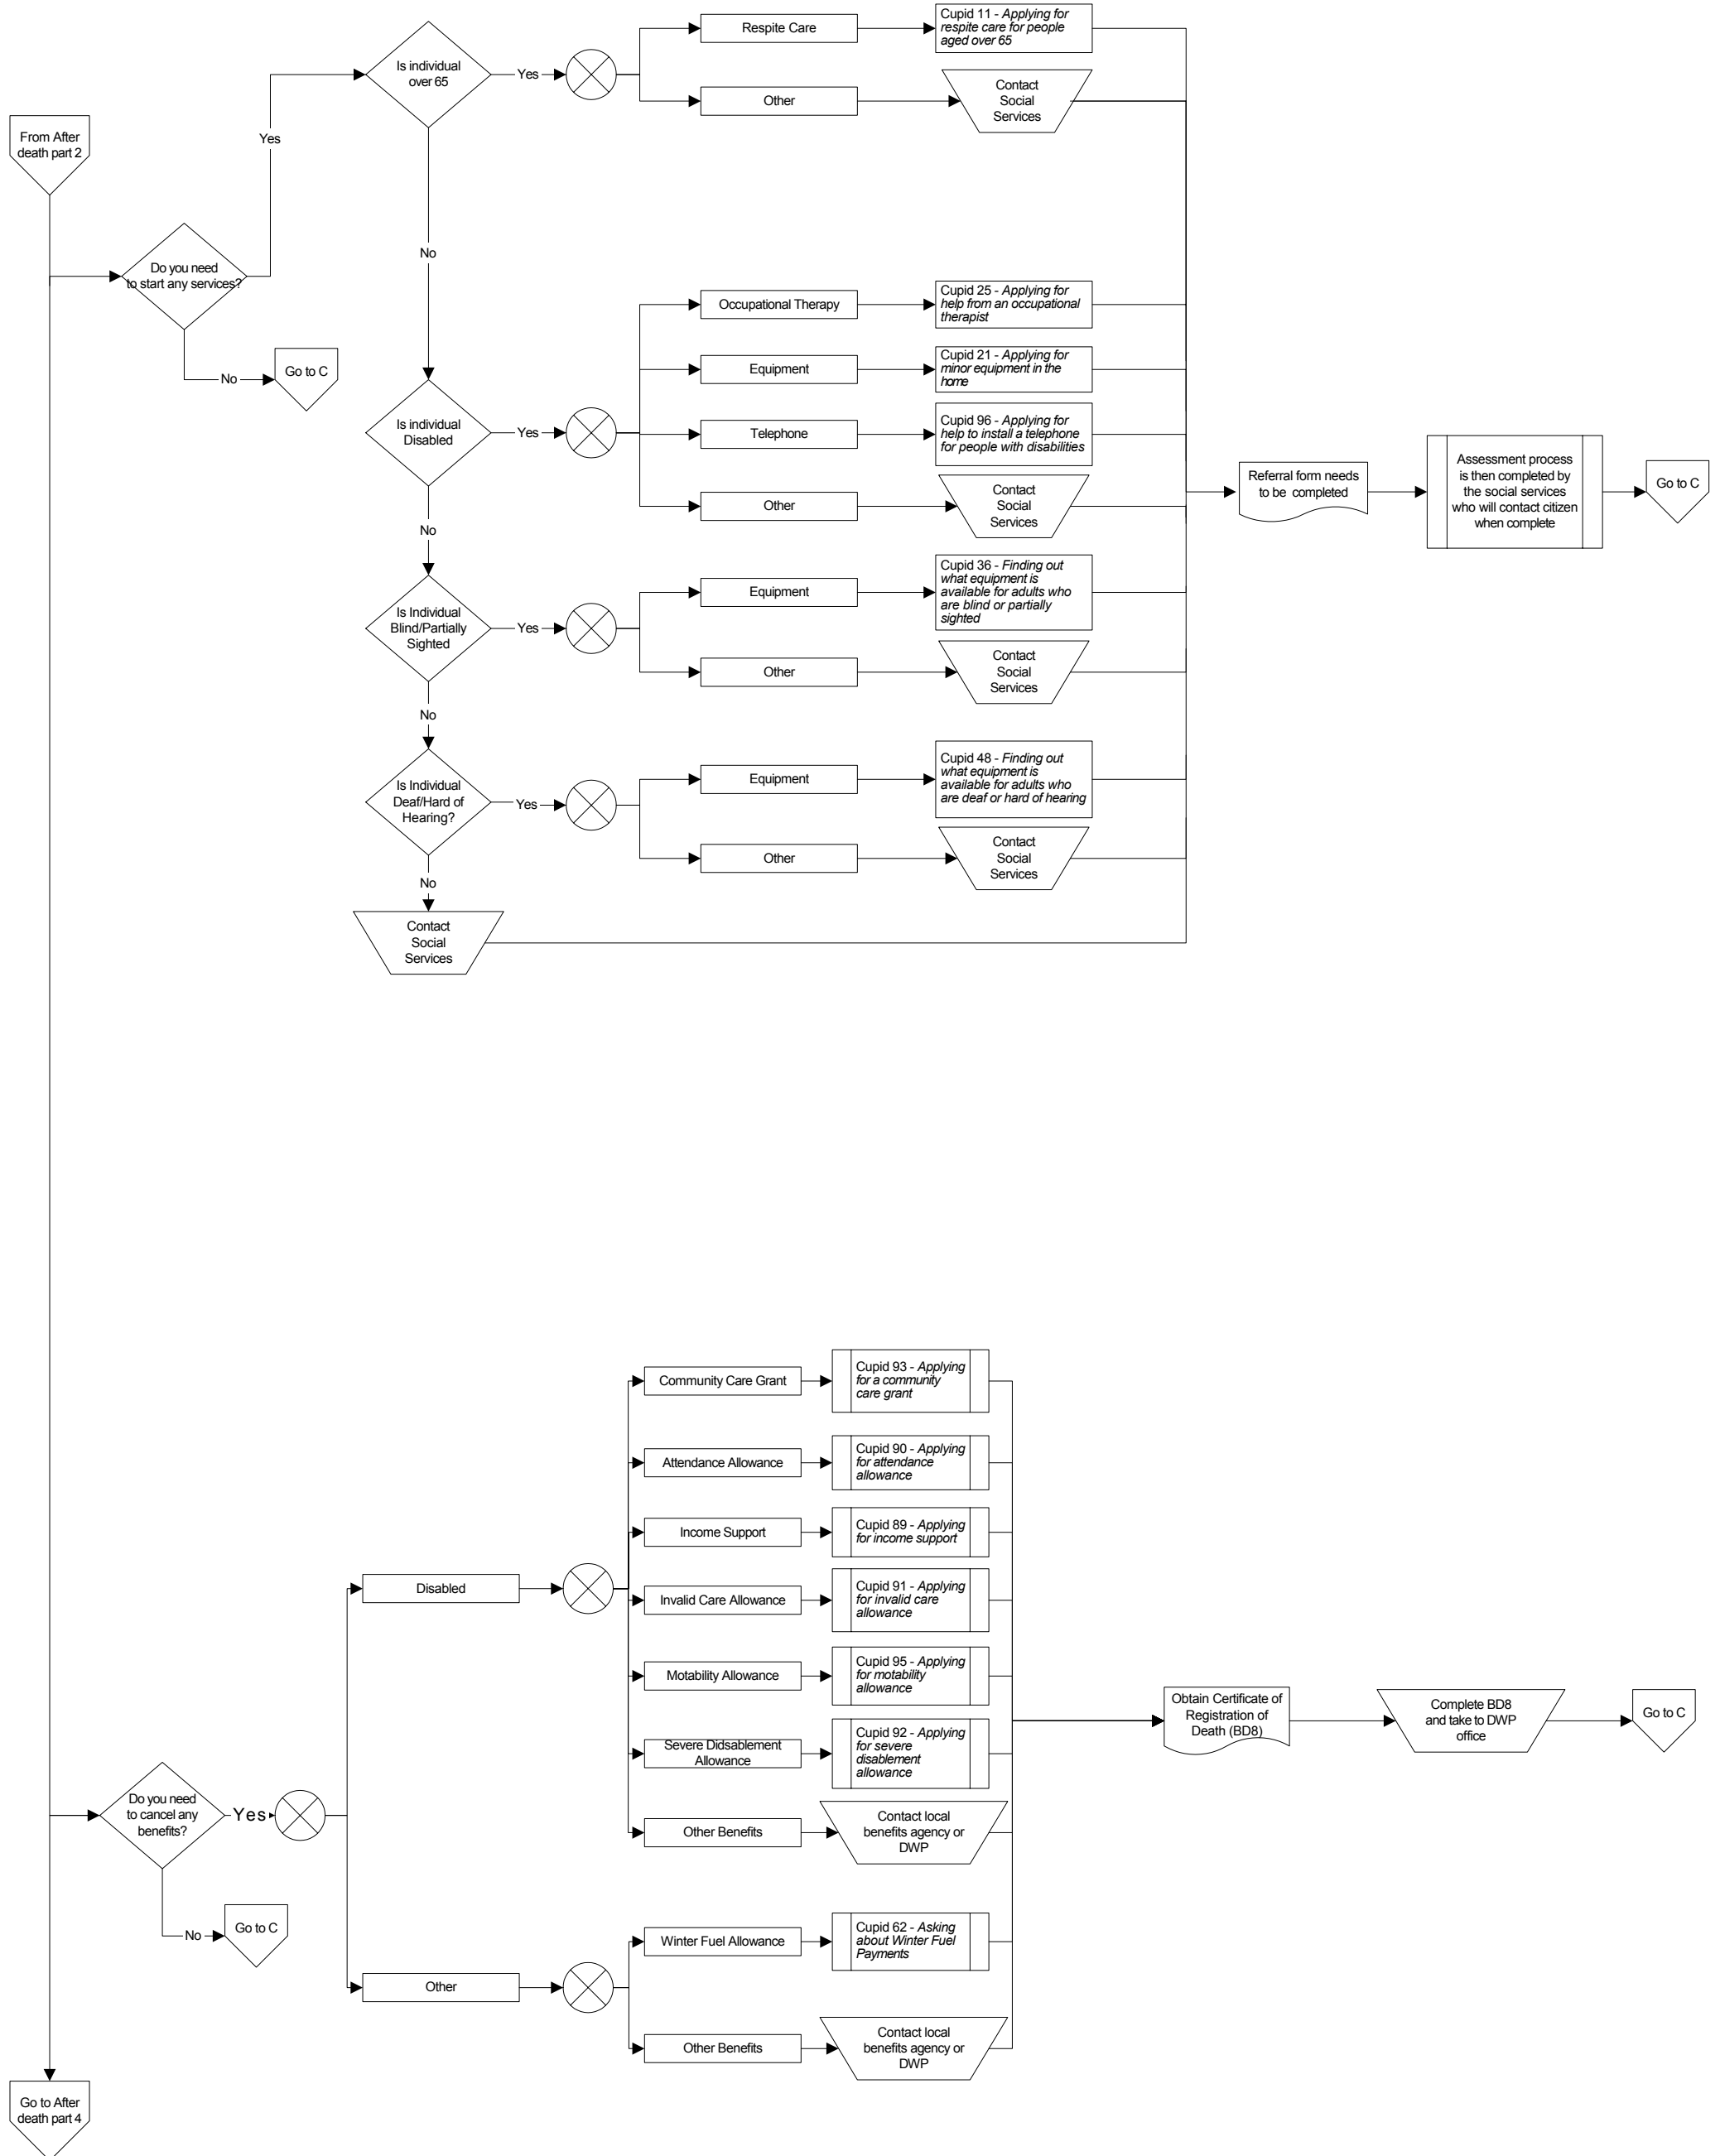 From After
death part 2
Do you need
to start any services?
Yes
No
Go to C
Is individual
over 65
Yes
No
Respite Care
Cupid 11 - Applying for
respite care for people
aged over 65
Other
Contact
Social
Services
Is individual
Disabled
Yes
No
Occupational Therapy
Cupid 25 - Applying for
help from an occupational
therapist
Equipment
Cupid 21 - Applying for
minor equipment in the
home
Telephone
Cupid 96 - Applying for
help to install a telephone
for people with disabilities
Other
Contact
Social
Services
Is Individual
Blind/Partially
Sighted
Yes
No
Equipment
Cupid 36 - Finding out
what equipment is
available for adults who
are blind or partially
sighted
Other
Contact
Social
Services
Is Individual
Deaf/Hard of
Hearing?
Yes
No
Equipment
Cupid 48 - Finding out
what equipment is
available for adults who
are deaf or hard of hearing
Other
Contact
Social
Services
Contact
Social
Services
Referral form needs
to be completed
Assessment process
is then completed by
the social services
who will contact citizen
when complete
Go to C
Do you need
to cancel any
benefits?
Yes
No
Go to C
Disabled
Community Care Grant
Cupid 93 - Applying
for a community
care grant
Attendance Allowance
Cupid 90 - Applying
for attendance
allowance
Income Support
Cupid 89 - Applying
for income support
Invalid Care Allowance
Cupid 91 - Applying
for invalid care
allowance
Motability Allowance
Cupid 95 - Applying
for motability
allowance
Severe Didsablement
Allowance
Cupid 92 - Applying
for severe
disablement
allowance
Other Benefits
Contact local
benefits agency or
DWP
Other
Winter Fuel Allowance
Cupid 62 - Asking
about Winter Fuel
Payments
Other Benefits
Contact local
benefits agency or
DWP
Obtain Certificate of
Registration of
Death (BD8)
Complete BD8
and take to DWP
office
Go to C
Go to After
death part 4